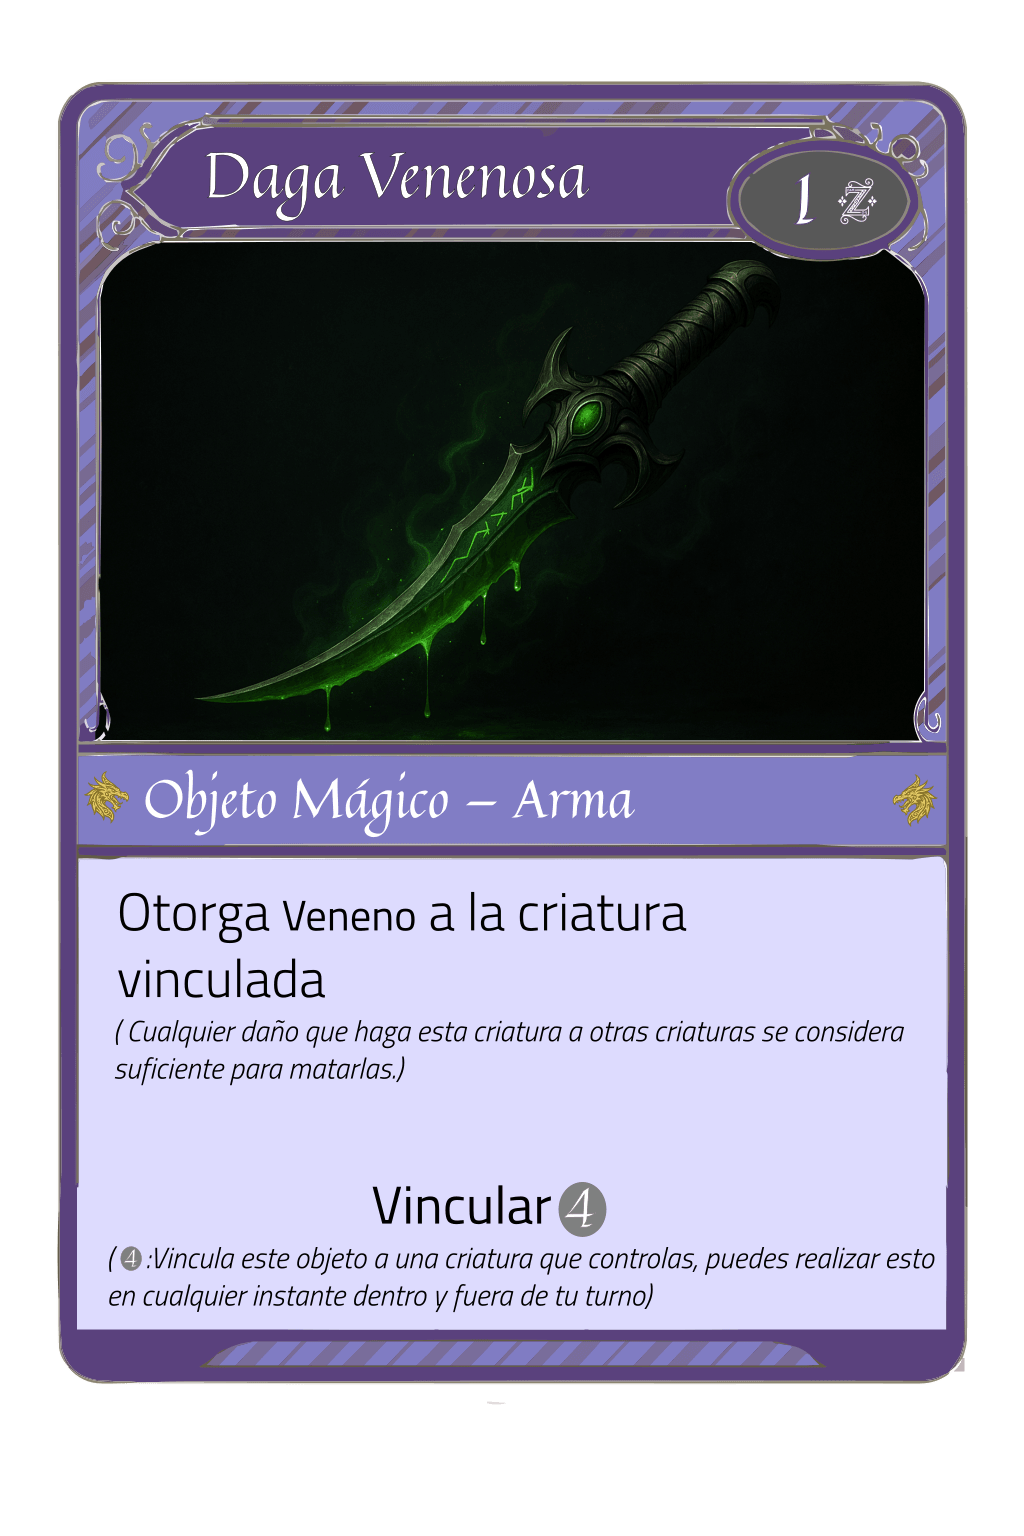 Daga Venenosa
1 Z
Objeto Mágico – Arma
Otorga Veneno a la criatura
vinculada
( Cualquier daño que haga esta criatura a otras criaturas se considera
suficiente para matarlas.)
Vincular 4
( 4 :Vincula este objeto a una criatura que controlas, puedes realizar esto
en cualquier instante dentro y fuera de tu turno)